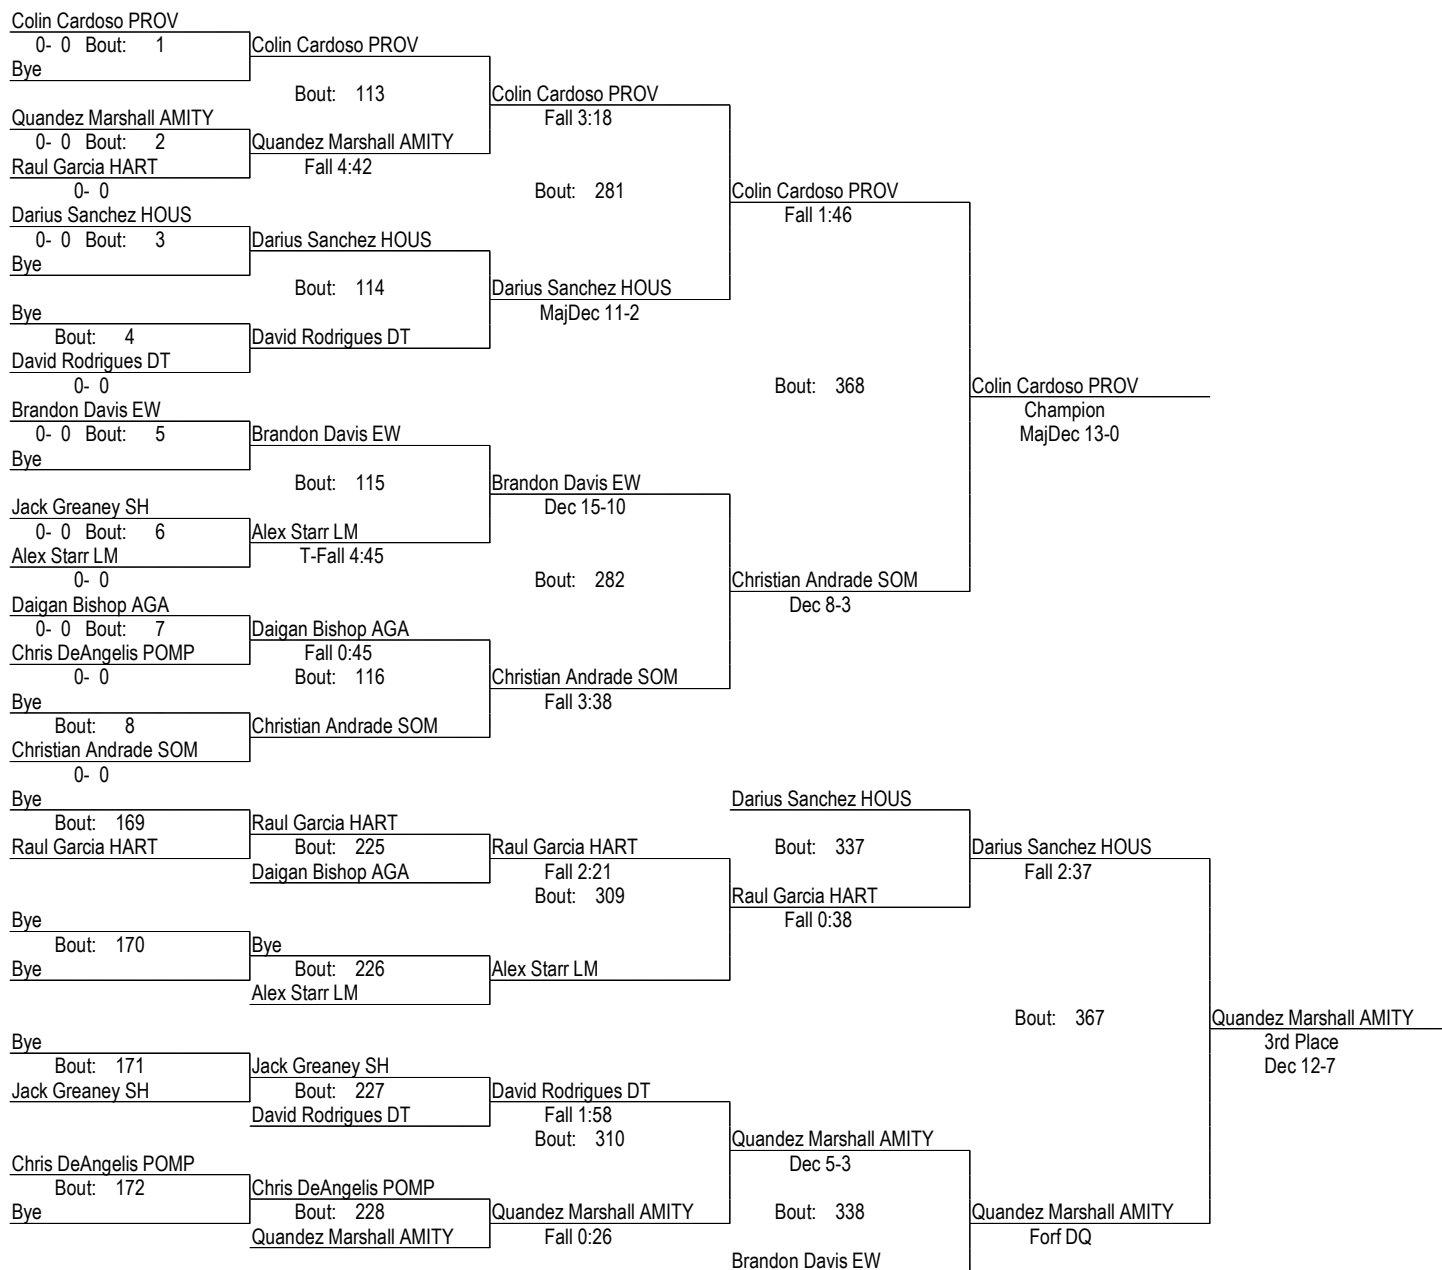 Colin Cardoso PROV
0- 0 Bout: 1 Colin Cardoso PROV
Bye
Bout: 113 Colin Cardoso PROV
Quandez Marshall AMITY Fall 3:18
0- 0 Bout: 2 Quandez Marshall AMITY
Raul Garcia HART Fall 4:42
0- 0 Bout: 281 Colin Cardoso PROV
Darius Sanchez HOUS Fall 1:46
0- 0 Bout: 3 Darius Sanchez HOUS
Bye
Bout: 114 Darius Sanchez HOUS
Bye MajDec 11-2
Bout: 4 David Rodrigues DT
David Rodrigues DT
0- 0 Bout: 368 Colin Cardoso PROV
Brandon Davis EW Champion
0- 0 Bout: 5 Brandon Davis EW MajDec 13-0
Bye
Bout: 115 Brandon Davis EW
Jack Greaney SH Dec 15-10
0- 0 Bout: 6 Alex Starr LM
Alex Starr LM T-Fall 4:45
0- 0 Bout: 282 Christian Andrade SOM
Daigan Bishop AGA Dec 8-3
0- 0 Bout: 7 Daigan Bishop AGA
Chris DeAngelis POMP Fall 0:45
0- 0 Bout: 116 Christian Andrade SOM
Bye Fall 3:38
Bout: 8 Christian Andrade SOM
Christian Andrade SOM
0- 0
Bye Darius Sanchez HOUS
Bout: 169 Raul Garcia HART
Raul Garcia HART Bout: 225 Raul Garcia HART Bout: 337 Darius Sanchez HOUS
Daigan Bishop AGA Fall 2:21 Fall 2:37
Bout: 309 Raul Garcia HART
Bye Fall 0:38
Bout: 170 Bye
Bye Bout: 226 Alex Starr LM
Alex Starr LM
Bout: 367 Quandez Marshall AMITY
Bye 3rd Place
Bout: 171 Jack Greaney SH Dec 12-7
Jack Greaney SH Bout: 227 David Rodrigues DT
David Rodrigues DT Fall 1:58
Bout: 310 Quandez Marshall AMITY
Chris DeAngelis POMP Dec 5-3
Bout: 172 Chris DeAngelis POMP
Bye Bout: 228 Quandez Marshall AMITY Bout: 338 Quandez Marshall AMITY
Quandez Marshall AMITY Fall 0:26 Forf DQ
Brandon Davis EW